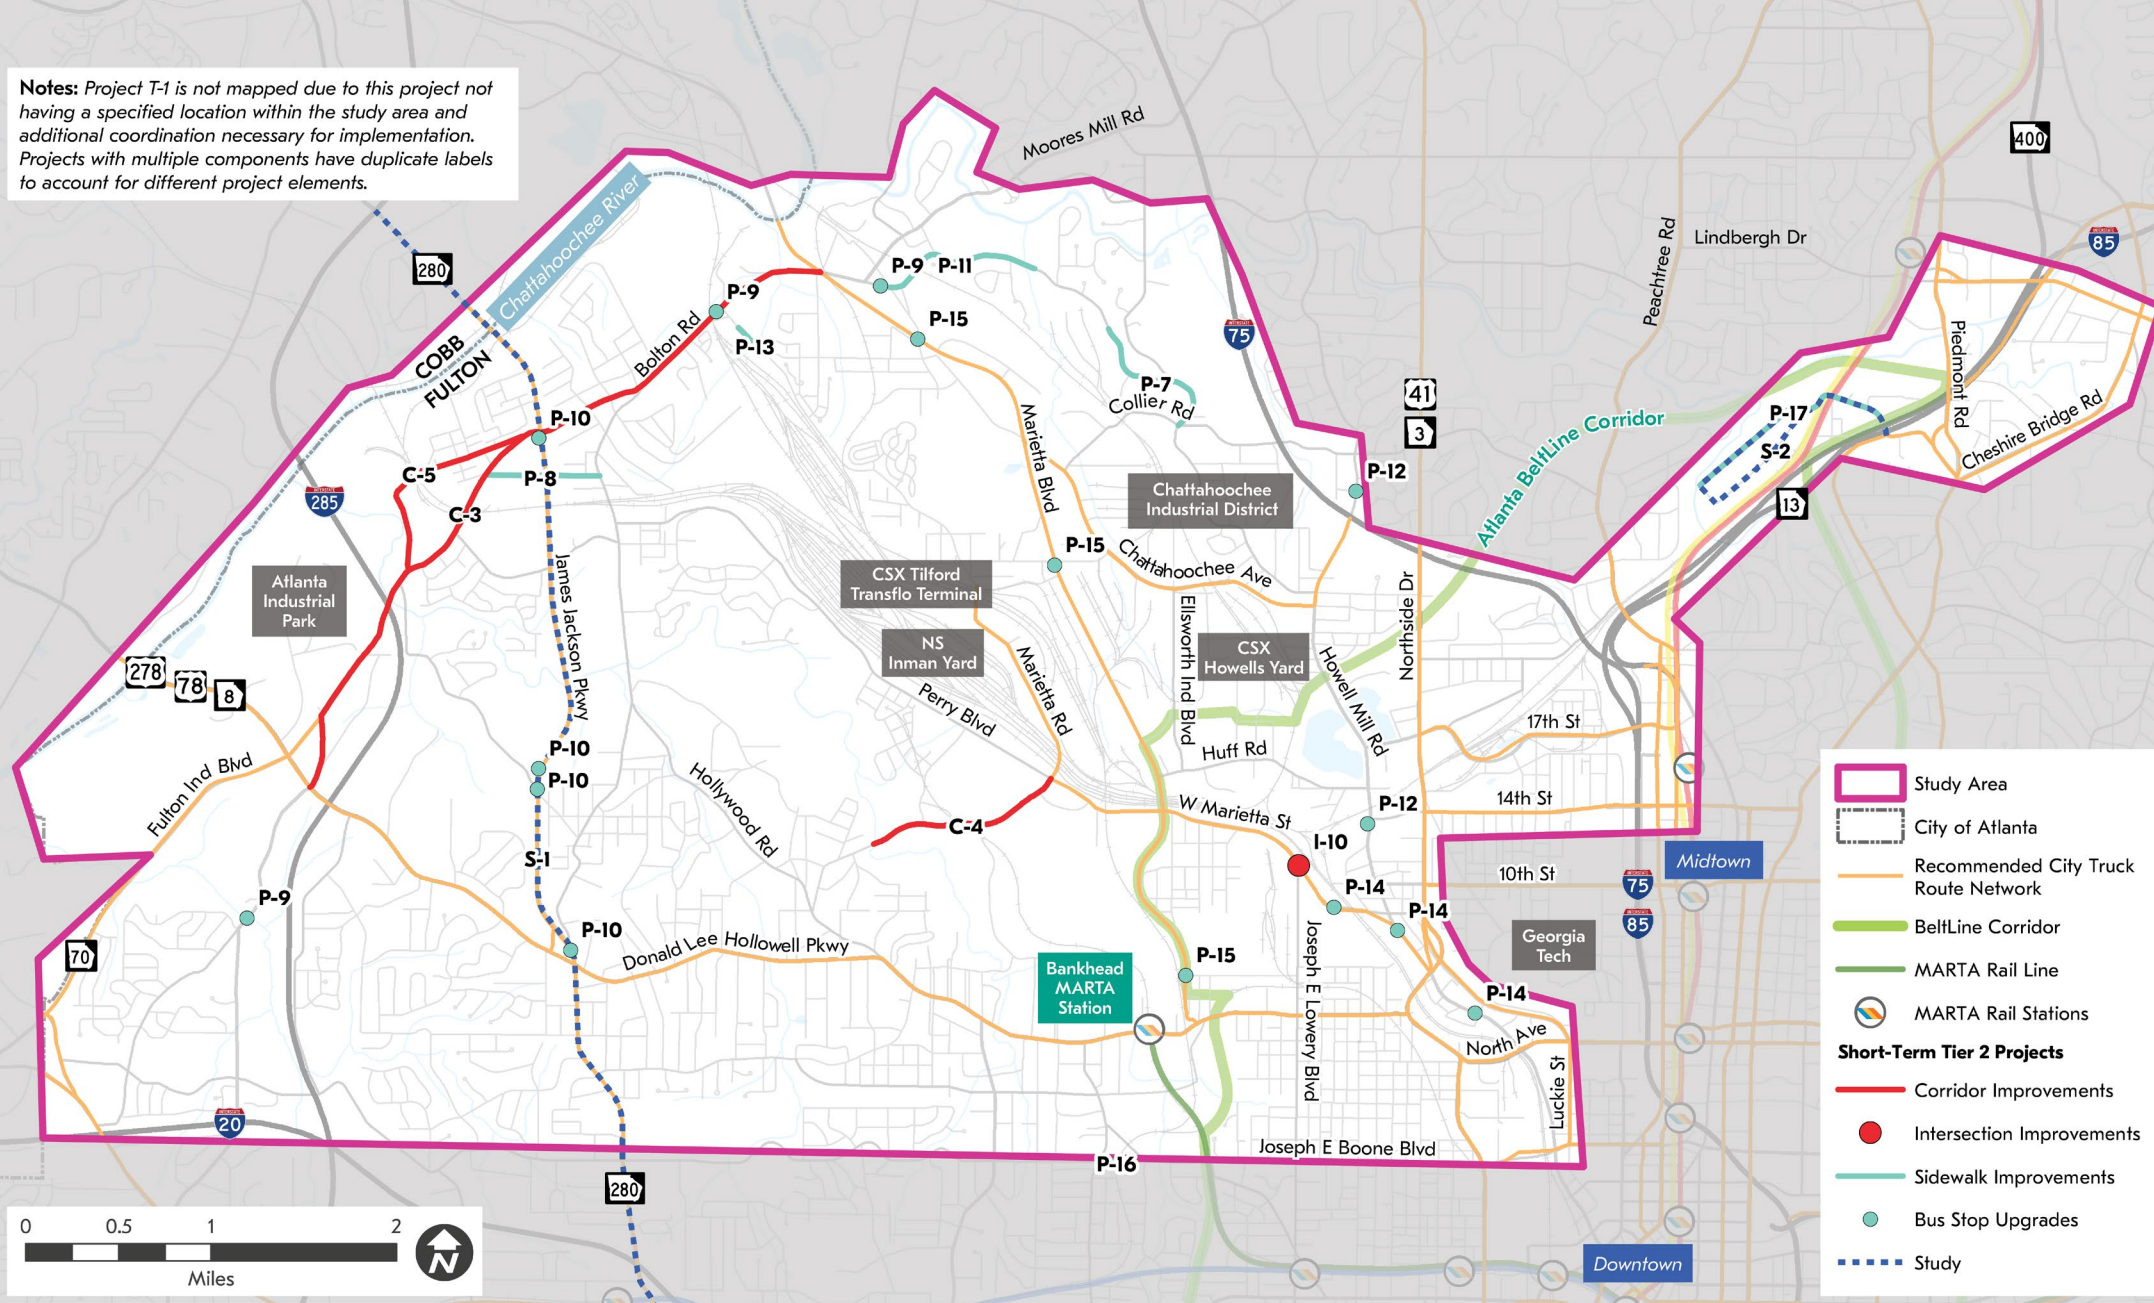 Notes: Project T-1 is not mapped due to this project not
having a specified location within the study area and
additional coordination necessary for implementation.
Projects with multiple components have duplicate labels
to account for different project elements.
Moores Mill Rd
400
Chattahoochee River
280
Peachtree Rd
Lindbergh Dr
INTERSTATE
85
P-9
P-11
P-9
P-15
Bolton Rd
P-13
INTERSTATE
75
COBB
FULTON
Piedmont Rd
P-7
Collier Rd
41
3
Atlanta BeltLine Corridor
P-17
S-2
Cheshire Bridge Rd
P-10
C-5
P-8
Marietta Blvd
P-12
Chattahoochee
Industrial District
INTERSTATE
285
C-3
13
P-15
Chattahoochee Ave
CSX Tilford
Transflo Terminal
Atlanta
Industrial
Park
James Jackson Pkwy
Ellsworth Ind Blvd
Northside Dr
NS
Inman Yard
CSX
Howells Yard
278
78
8
Marietta Rd
Perry Blvd
Howell Mill Rd
17th St
Huff Rd
P-10
P-10
Fulton Ind Blvd
Hollywood Rd
W Marietta St
P-12
14th St
C-4
I-10
S-1
10th St
Midtown
INTERSTATE
75
INTERSTATE
85
P-9
P-14
P-14
P-10
Donald Lee Hollowell Pkwy
70
P-15
Joseph E Lowery Blvd
Georgia
Tech
Bankhead
MARTA
Station
P-14
North Ave
Luckie St
INTERSTATE
20
Joseph E Boone Blvd
P-16
280
Downtown
0 0.5 1 2
Miles
N
Study Area
City of Atlanta
Recommended City Truck
Route Network
BeltLine Corridor
MARTA Rail Line
MARTA Rail Stations
Short-Term Tier 2 Projects
Corridor Improvements
Intersection Improvements
Sidewalk Improvements
Bus Stop Upgrades
Study